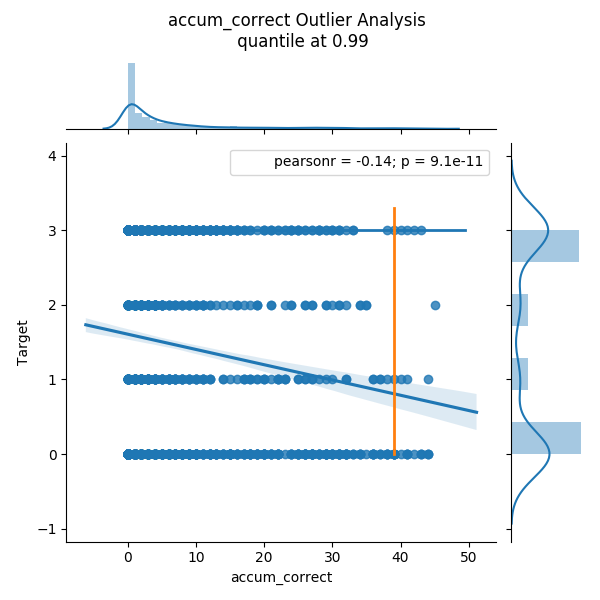 accum_correct Outlier Analysis
quantile at 0.99
pearsonr = -0.14; p = 9.1e-11
4
3
2
1
0
−1
Target
0 10 20 30 40 50
accum_correct